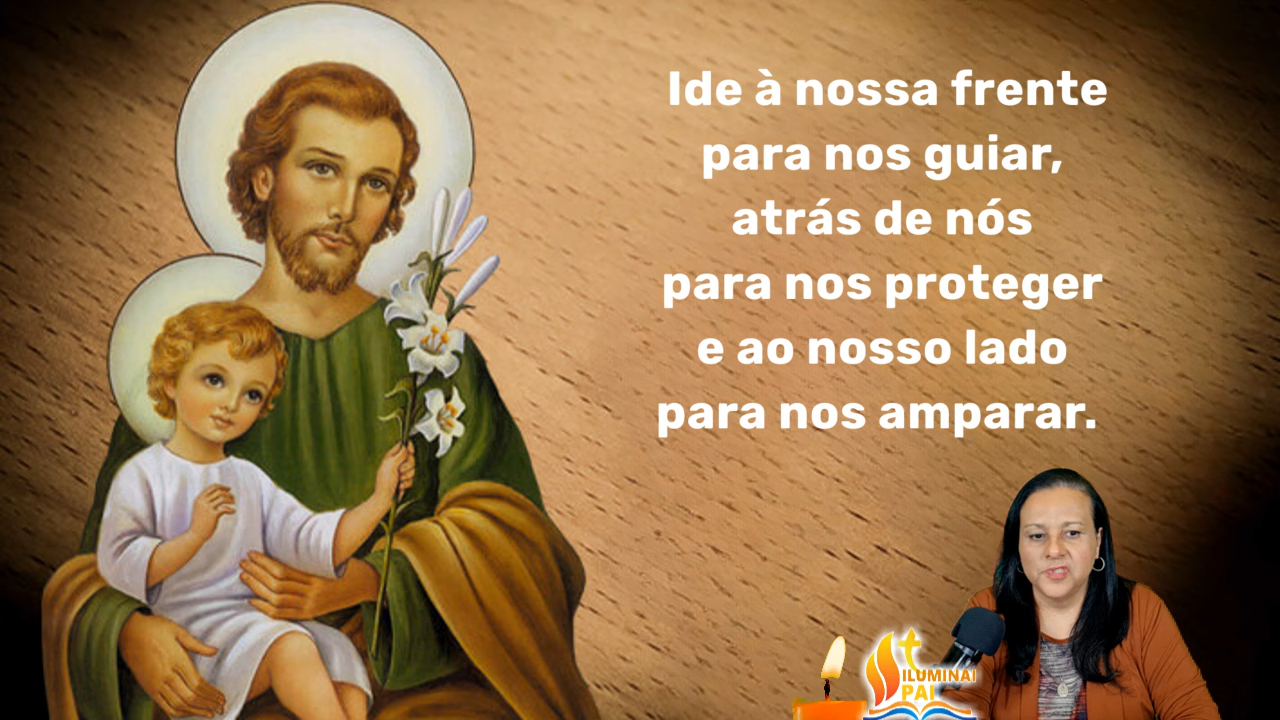 Ide à nossa frente
para nos guiar,
atrás de nós
para nos proteger
e ao nosso lado
para nos amparar.
ILUMINAI
PAI